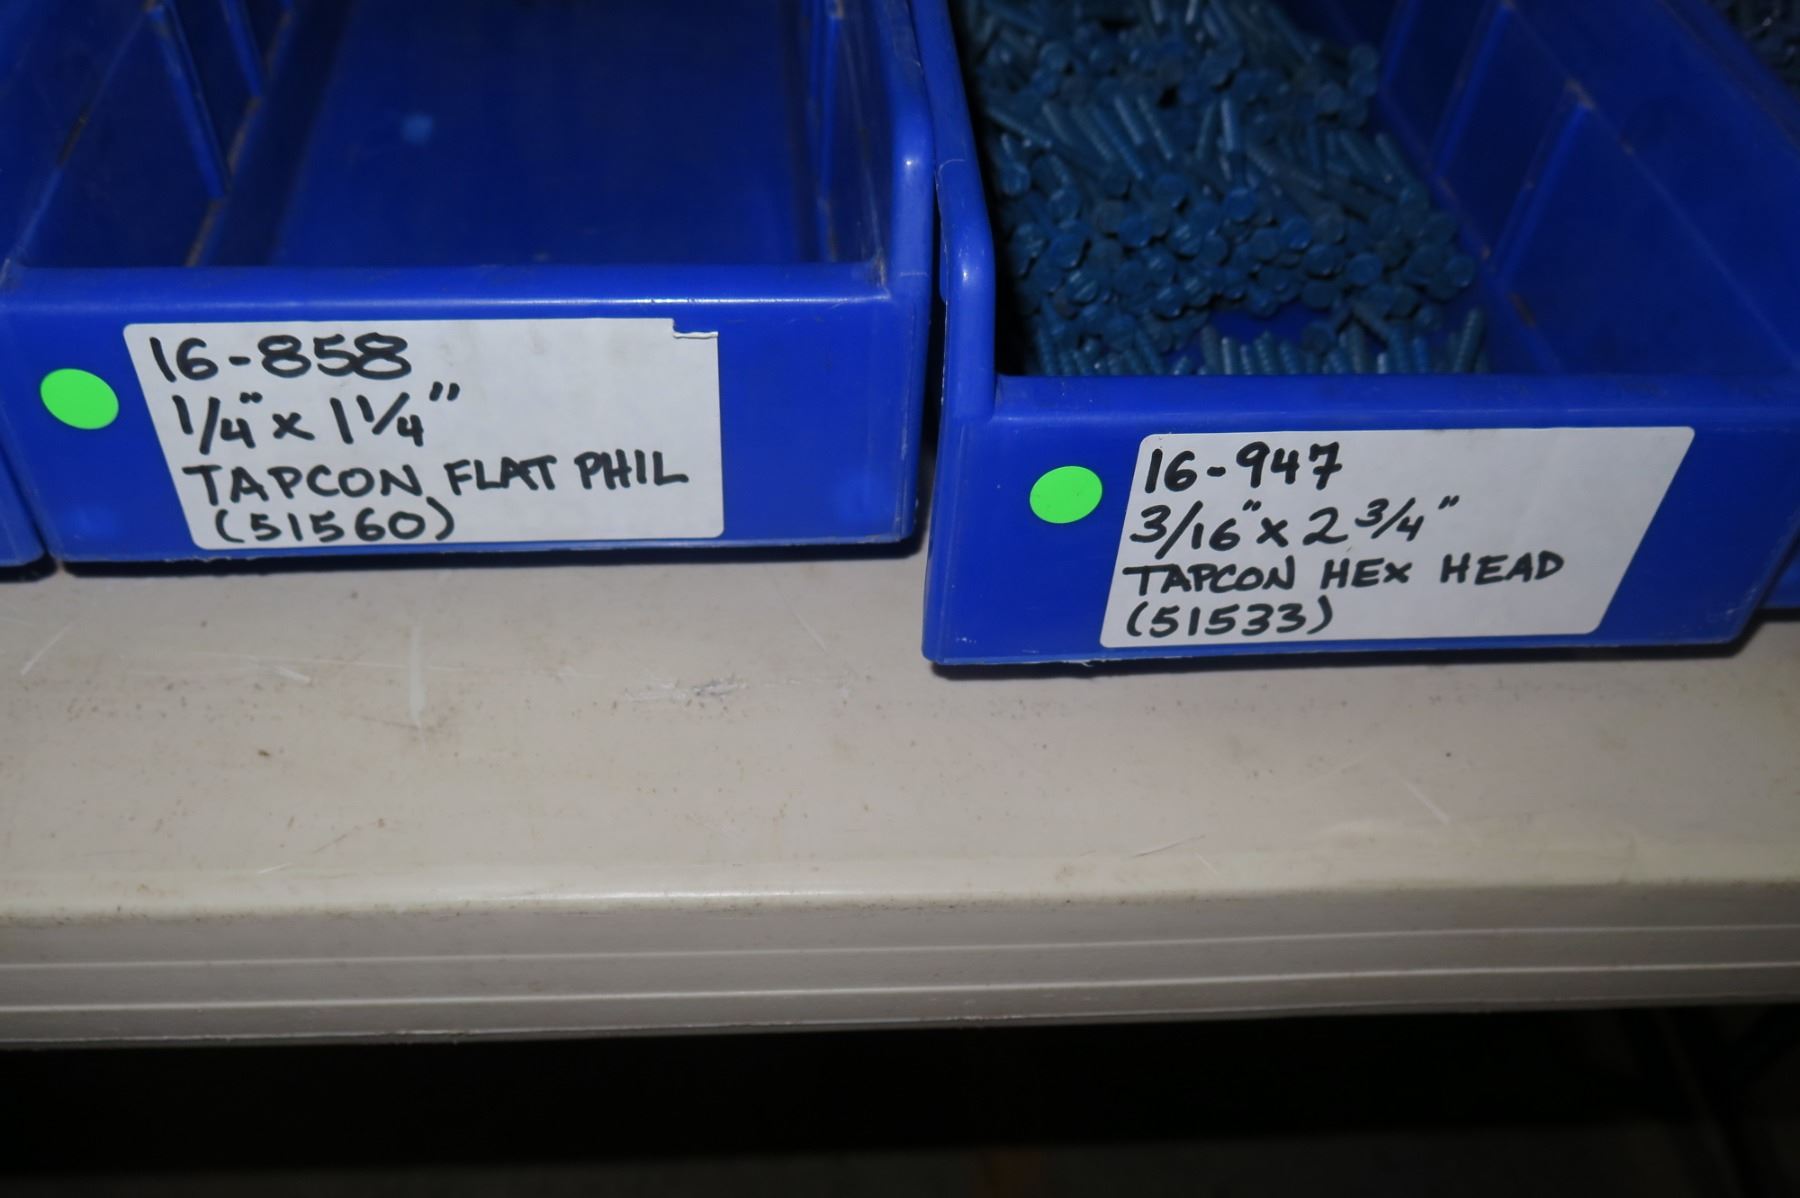 16-858
1/4" x 1 1/4"
TAPCON FLAT PHIL
(51560)
16-947
3/16" x 2 3/4"
TAPCON HEX HEAD
(51533)